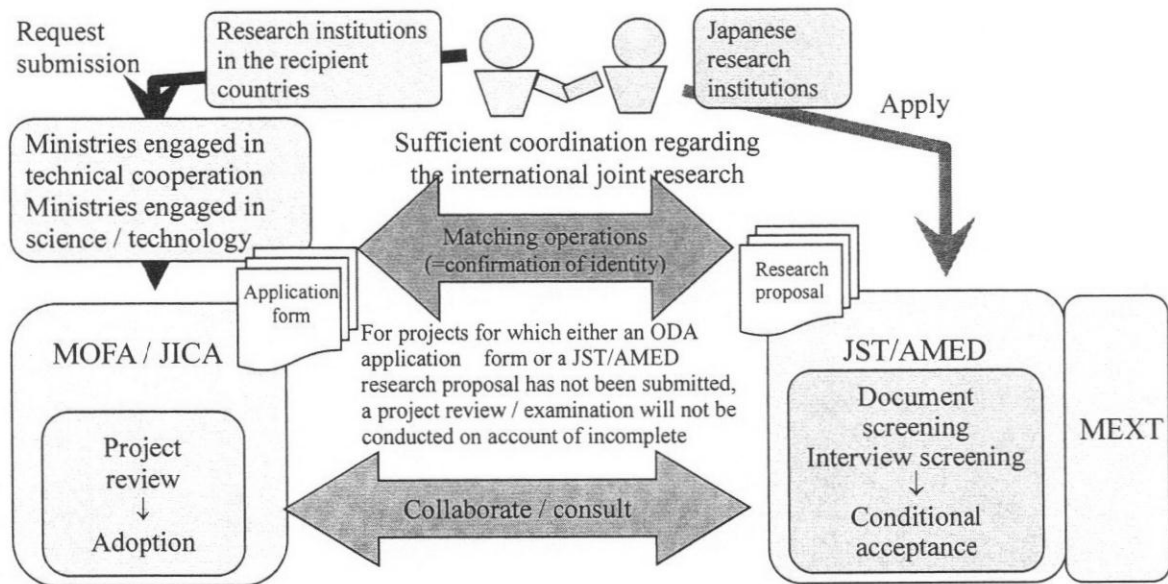 Request
submission
Research institutions
in the recipient
countries
Japanese
research
institutions
Apply
Ministries engaged in
technical cooperation
Ministries engaged in
science / technology
Sufficient coordination regarding
the international joint research
Matching operations
(=confirmation of identity)
Application
form
Research
proposal
For projects for which either an ODA
application form or a JST/AMED
research proposal has not been submitted,
a project review / examination will not be
conducted on account of incomplete
MOFA / JICA
Project
review
↓
Adoption
Collaborate / consult
JST/AMED
Document
screening
Interview screening
↓
Conditional
acceptance
MEXT